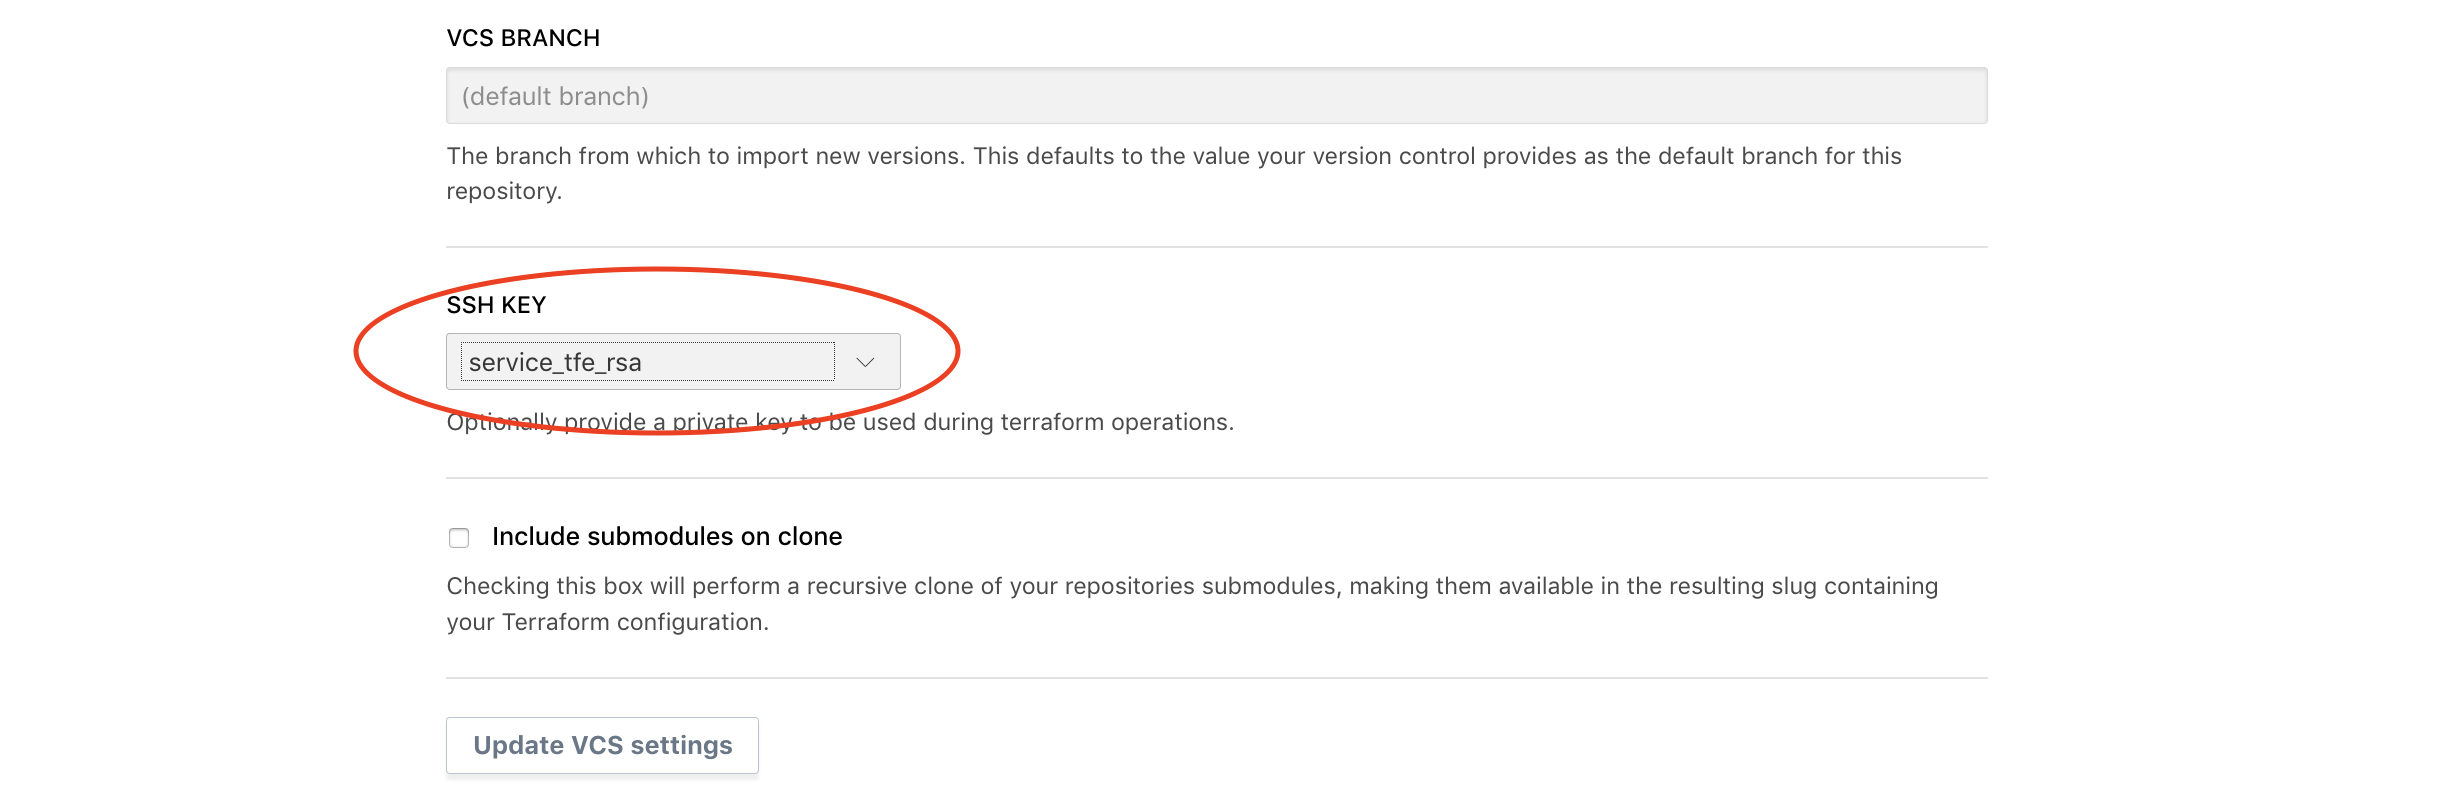 VCS BRANCH
(default branch)
The branch from which to import new versions. This defaults to the value your version control provides as the default branch for this
repository.
SSH KEY
service_tfe_rsa
Optionally provide a private key to be used during terraform operations.
Include submodules on clone
Checking this box will perform a recursive clone of your repositories submodules, making them available in the resulting slug containing
your Terraform configuration.
Update VCS settings